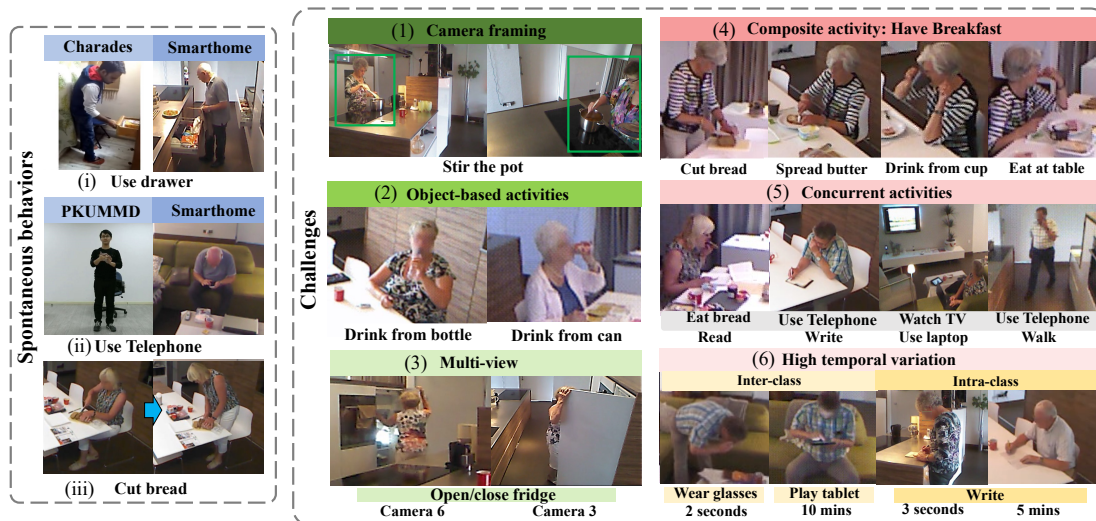 Spontaneous behaviors
Charades Smarthome
(i) Use drawer
PKUMMD Smarthome
(ii) Use Telephone
(iii) Cut bread
Challenges
(1) Camera framing
Stir the pot
(2) Object-based activities
Drink from bottle Drink from can
(3) Multi-view
Open/close fridge
Camera 6 Camera 3
(4) Composite activity: Have Breakfast
Cut bread Spread butter Drink from cup Eat at table
(5) Concurrent activities
Eat bread Use Telephone Watch TV Use Telephone
Read Write Use laptop Walk
(6) High temporal variation
Inter-class Intra-class
Wear glasses Play tablet Write
2 seconds 10 mins 3 seconds 5 mins